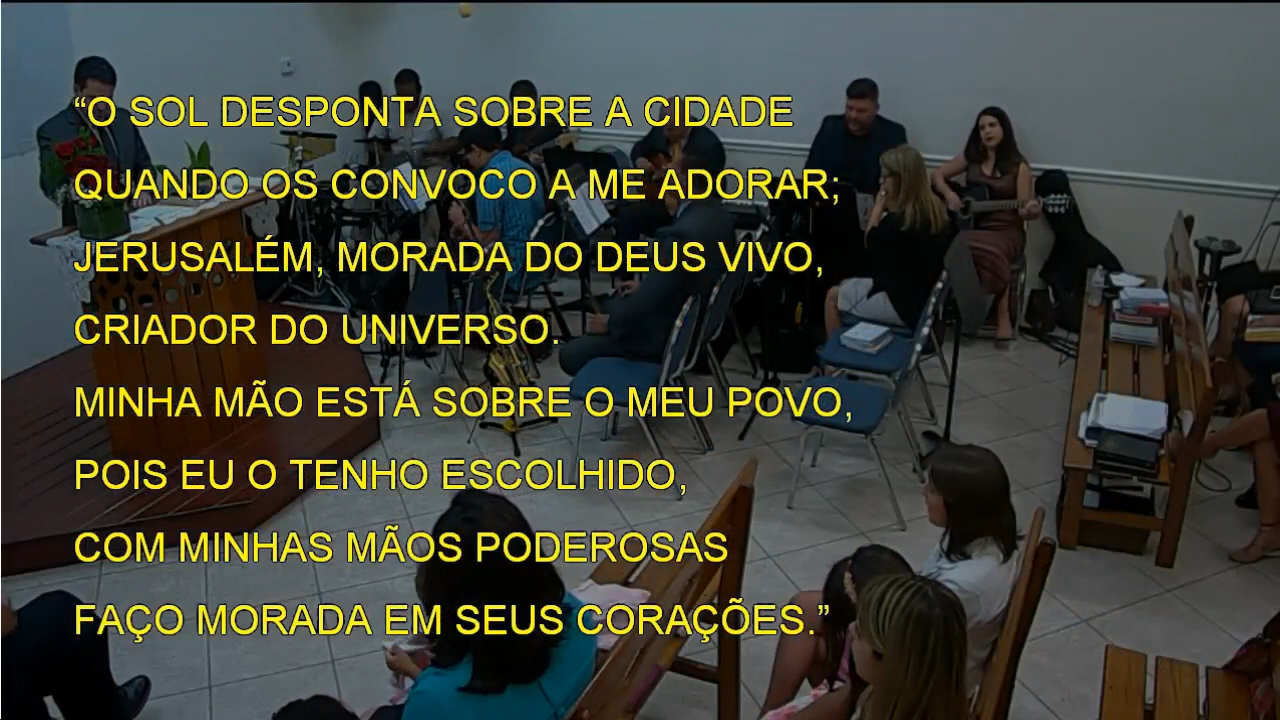 “O SOL DESPONTA SOBRE A CIDADE
QUANDO OS CONVOCO A ME ADORAR;
JERUSALÉM, MORADA DO DEUS VIVO,
CRIADOR DO UNIVERSO.
MINHA MÃO ESTÁ SOBRE O MEU POVO,
POIS EU O TENHO ESCOLHIDO,
COM MINHAS MÃOS PODEROSAS
FAÇO MORADA EM SEUS CORAÇÕES.”